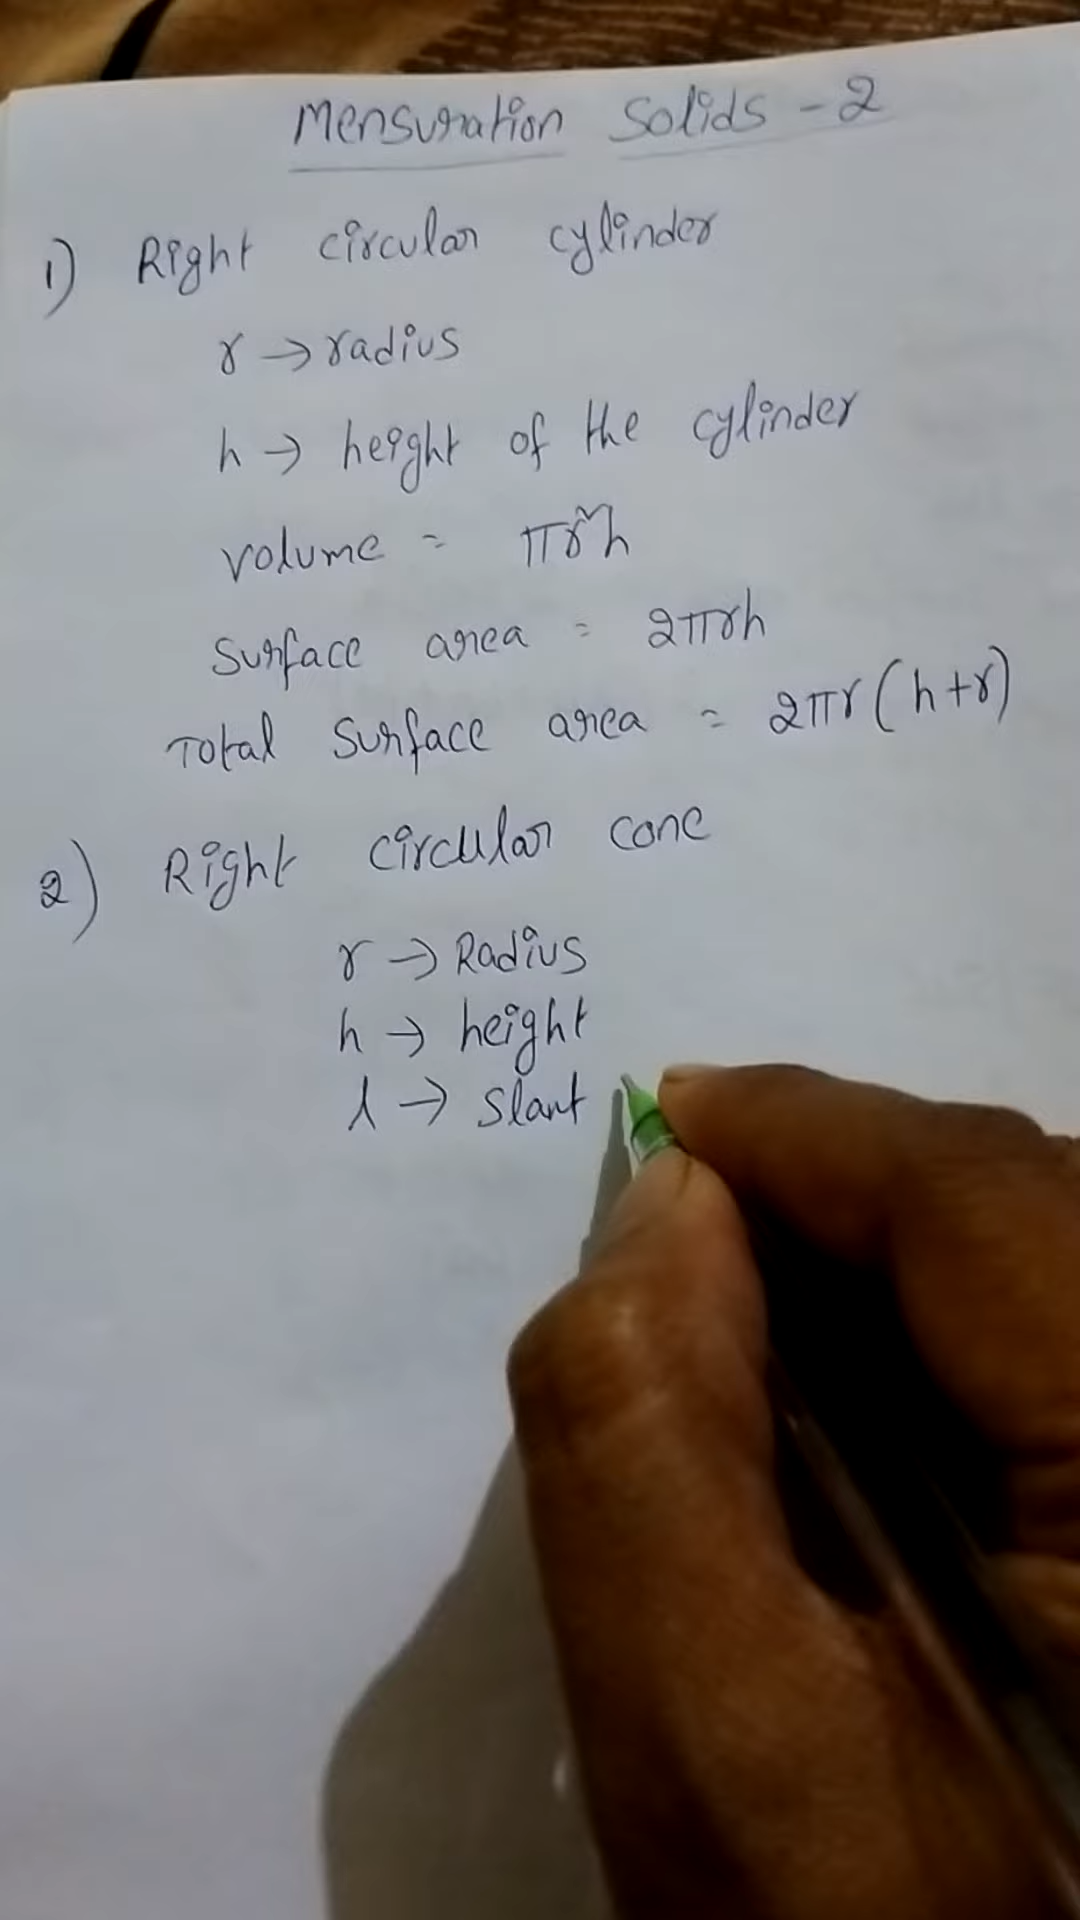 Mensuration Solids - 2
1) Right circular cylinder
r → radius
h → height of the cylinder
volume = πr²h
Surface area = 2πrh
Total Surface area = 2πr(h+r)
2) Right circular cone
r → Radius
h → height
l → Slant